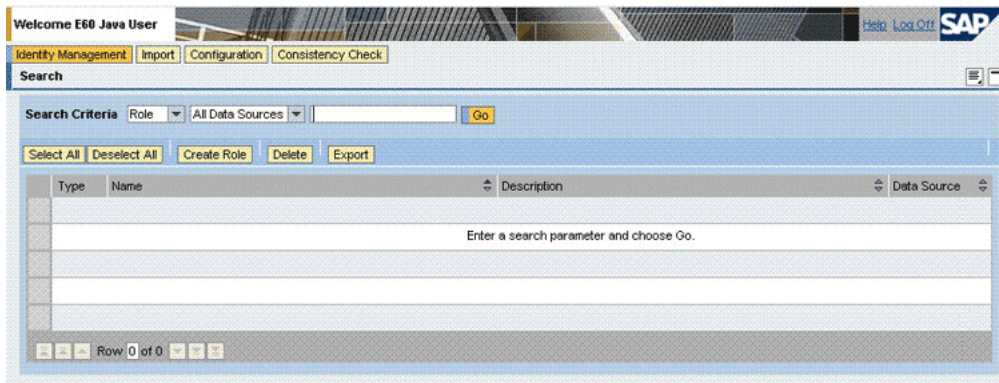 Welcome E60 Java User Help Log Off SAP
Identity Management Import Configuration Consistency Check
Search
Search Criteria Role All Data Sources Go
Select All Deselect All Create Role Delete Export
Type Name Description Data Source
Enter a search parameter and choose Go.
Row 0 of 0